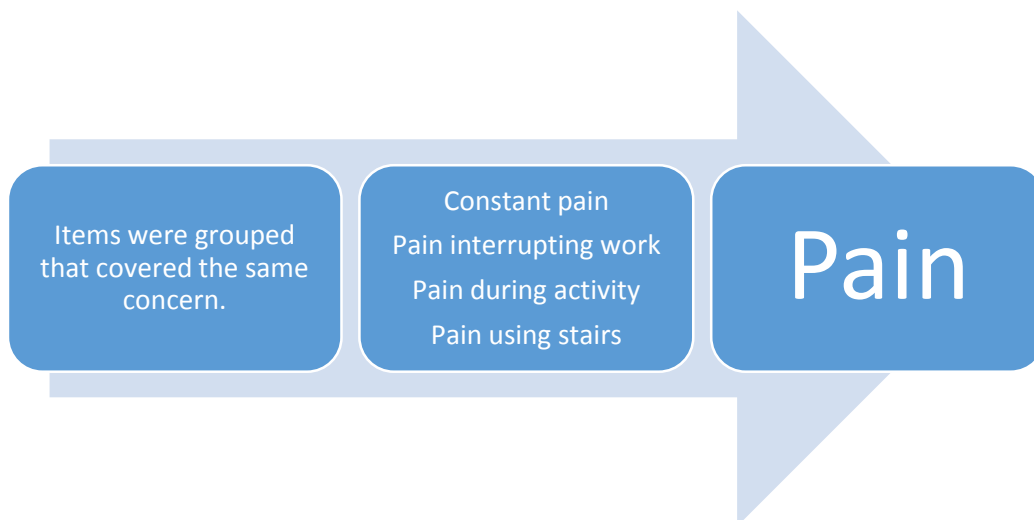 Items were grouped
that covered the same
concern.
Constant pain
Pain interrupting work
Pain during activity
Pain using stairs
Pain